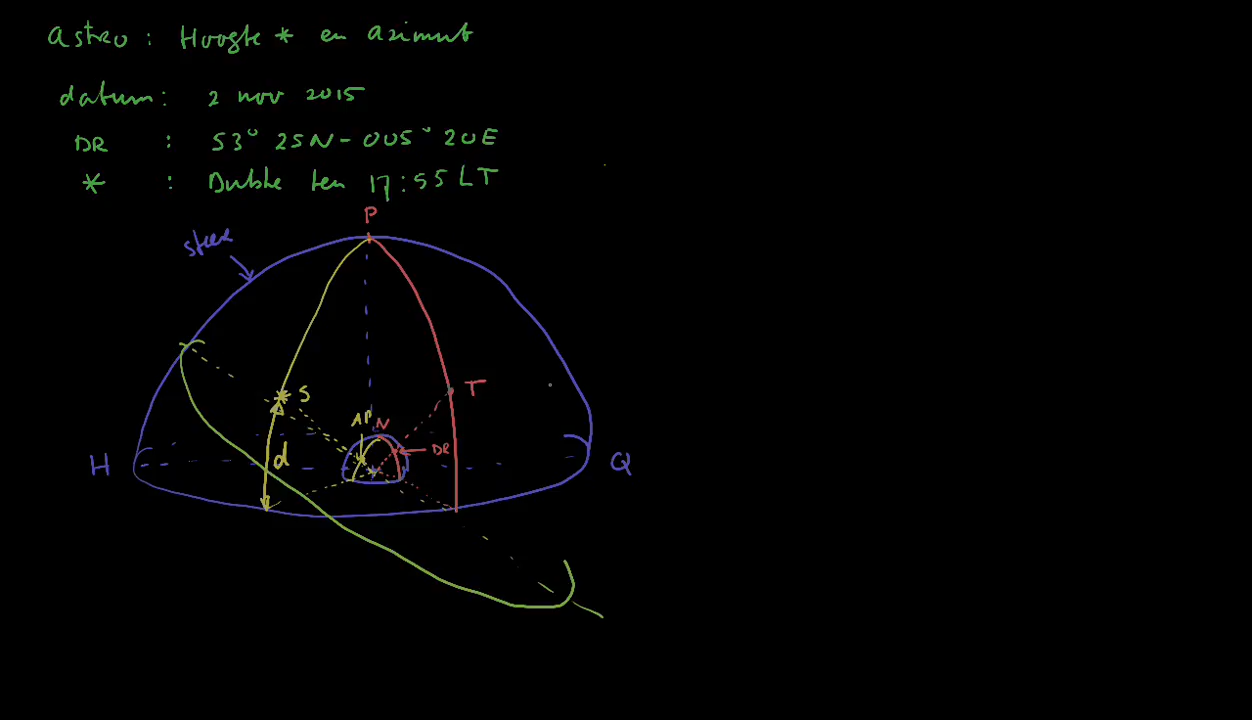 astro : Hoogte * en azimut
datum : 2 nov 2015
DR : 53° 25N - 005° 20E
* : Dubhe ten 17:55 LT
P
sfeer
S
T
AP
N
DR
H
d
Q